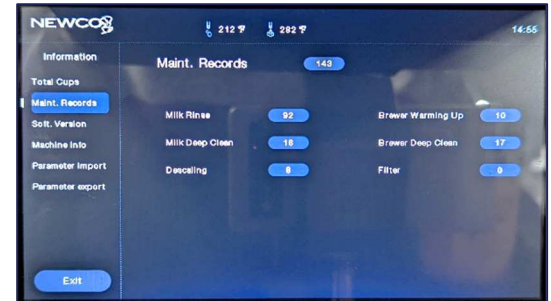 NEWCO
212 ℉ 282 ℉ 14:55
Information
Total Cups
Maint. Records
Soft. Version
Machine Info
Parameter Import
Parameter export
Exit
Maint. Records 143
Milk Rinse 92 Brewer Warming Up 10
Milk Deep Clean 16 Brewer Deep Clean 17
Descaling 8 Filter 0